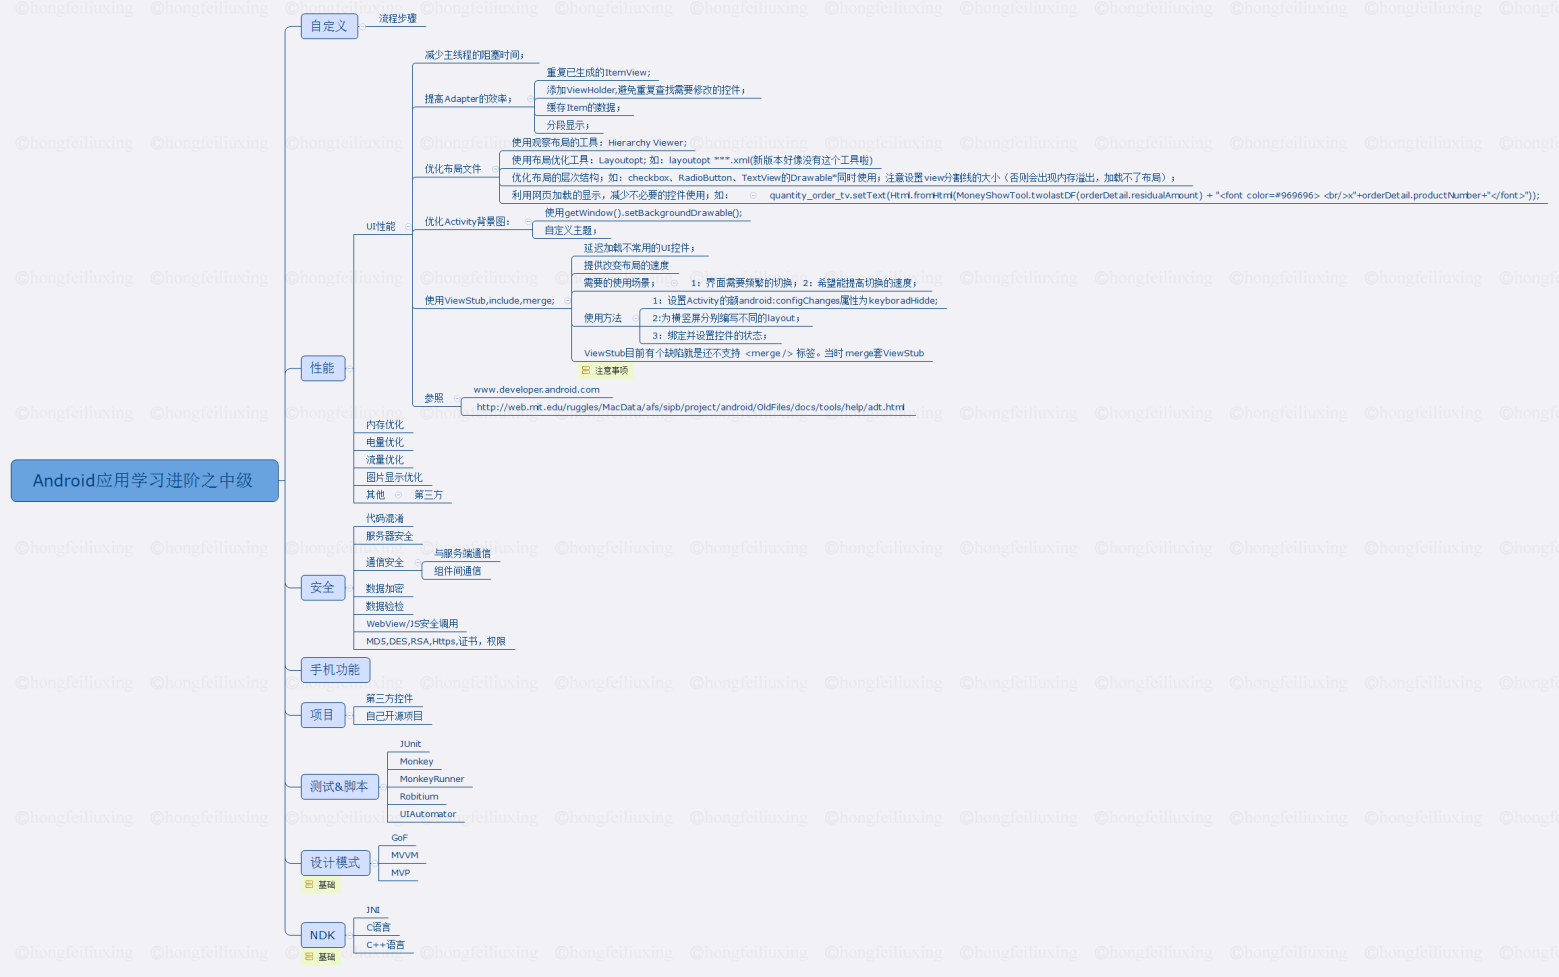 Android应用学习进阶之中级
自定义
流程步骤
性能
UI性能
减少主线程的阻塞时间；
提高Adapter的效率；
重复已生成的ItemView;
添加ViewHolder,避免重复查找需要修改的控件；
缓存Item的数据；
分段显示；
优化布局文件
使用观察布局的工具：Hierarchy Viewer;
使用布局优化工具：Layoutopt; 如：layoutopt ***.xml(新版本好像没有这个工具啦)
优化布局的层次结构；如：checkbox、RadioButton、TextView的Drawable*同时使用；注意设置view分割线的大小（否则会出现内存溢出，加载不了布局）；
利用网页加载的显示，减少不必要的控件使用；如：
quantity_order_tv.setText(Html.fromHtml(MoneyShowTool.twolastDF(orderDetail.residualAmount) + "<font color=#969696> <br/>x"+orderDetail.productNumber+"</font>"));
优化Activity背景图：
使用getWindow().setBackgroundDrawable();
自定义主题；
使用ViewStub,include,merge;
延迟加载不常用的UI控件；
提供改变布局的速度
需要的使用场景；
1：界面需要频繁的切换；2：希望能提高切换的速度；
使用方法
1：设置Activity的额android:configChanges属性为keyboradHidde;
2:为横竖屏分别编写不同的layout；
3：绑定并设置控件的状态；
ViewStub目前有个缺陷就是还不支持 <merge /> 标签。当时 merge套ViewStub
注意事项
参照
www.developer.android.com
http://web.mit.edu/ruggles/MacData/afs/sipb/project/android/OldFiles/docs/tools/help/adt.html
内存优化
电量优化
流量优化
图片显示优化
其他
第三方
安全
代码混淆
服务器安全
通信安全
与服务端通信
组件间通信
数据加密
数据验检
WebView/JS安全调用
MD5,DES,RSA,Https,证书，权限
手机功能
项目
第三方控件
自己开源项目
测试&脚本
JUnit
Monkey
MonkeyRunner
Robitium
UIAutomator
设计模式
基础
GoF
MVVM
MVP
NDK
基础
JNI
C语言
C++语言
©hongfeiliuxing